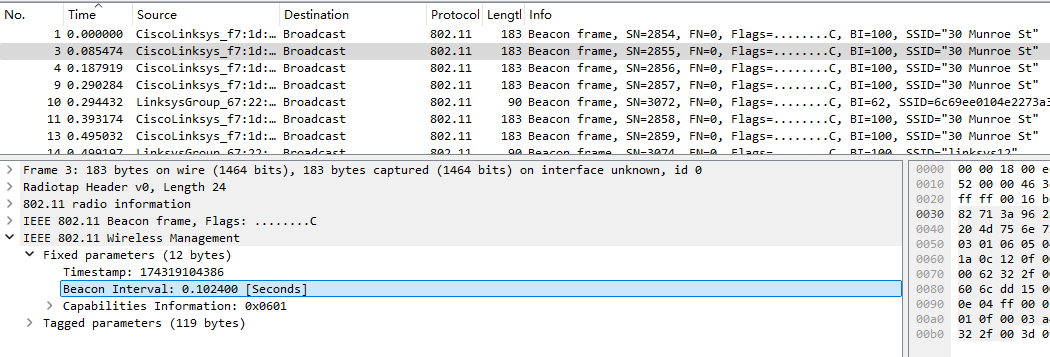 No. Time Source Destination Protocol Lengtl Info
1 0.000000 CiscoLinksys_f7:1d:… Broadcast 802.11 183 Beacon frame, SN=2854, FN=0, Flags=........C, BI=100, SSID="30 Munroe St"
3 0.085474 CiscoLinksys_f7:1d:… Broadcast 802.11 183 Beacon frame, SN=2855, FN=0, Flags=........C, BI=100, SSID="30 Munroe St"
4 0.187919 CiscoLinksys_f7:1d:… Broadcast 802.11 183 Beacon frame, SN=2856, FN=0, Flags=........C, BI=100, SSID="30 Munroe St"
9 0.290284 CiscoLinksys_f7:1d:… Broadcast 802.11 183 Beacon frame, SN=2857, FN=0, Flags=........C, BI=100, SSID="30 Munroe St"
10 0.294432 LinksysGroup_67:22:… Broadcast 802.11 90 Beacon frame, SN=3072, FN=0, Flags=........C, BI=62, SSID=6c69ee0104e2273a3
11 0.393174 CiscoLinksys_f7:1d:… Broadcast 802.11 183 Beacon frame, SN=2858, FN=0, Flags=........C, BI=100, SSID="30 Munroe St"
13 0.495032 CiscoLinksys_f7:1d:… Broadcast 802.11 183 Beacon frame, SN=2859, FN=0, Flags=........C, BI=100, SSID="30 Munroe St"
14 0.499197 LinksysGroup_67:22:… Broadcast 802.11 90 Beacon frame, SN=3074, FN=0, Flags=........C, BI=100, SSID="linksys12"
Frame 3: 183 bytes on wire (1464 bits), 183 bytes captured (1464 bits) on interface unknown, id 0
Radiotap Header v0, Length 24
802.11 radio information
IEEE 802.11 Beacon frame, Flags: ........C
IEEE 802.11 Wireless Management
Fixed parameters (12 bytes)
Timestamp: 174319104386
Beacon Interval: 0.102400 [Seconds]
Capabilities Information: 0x0601
Tagged parameters (119 bytes)
0000 00 00 18 00 e
0010 52 00 00 46 3
0020 ff ff 00 16 b
0030 82 71 3a 96 2
0040 20 4d 75 6e 7
0050 03 01 06 05 0
0060 1a 0c 12 0f 0
0070 00 62 32 2f 0
0080 60 6c dd 15 0
0090 0e 04 ff 00 0
00a0 01 0f 00 03 a
00b0 32 2f 00 3d 0